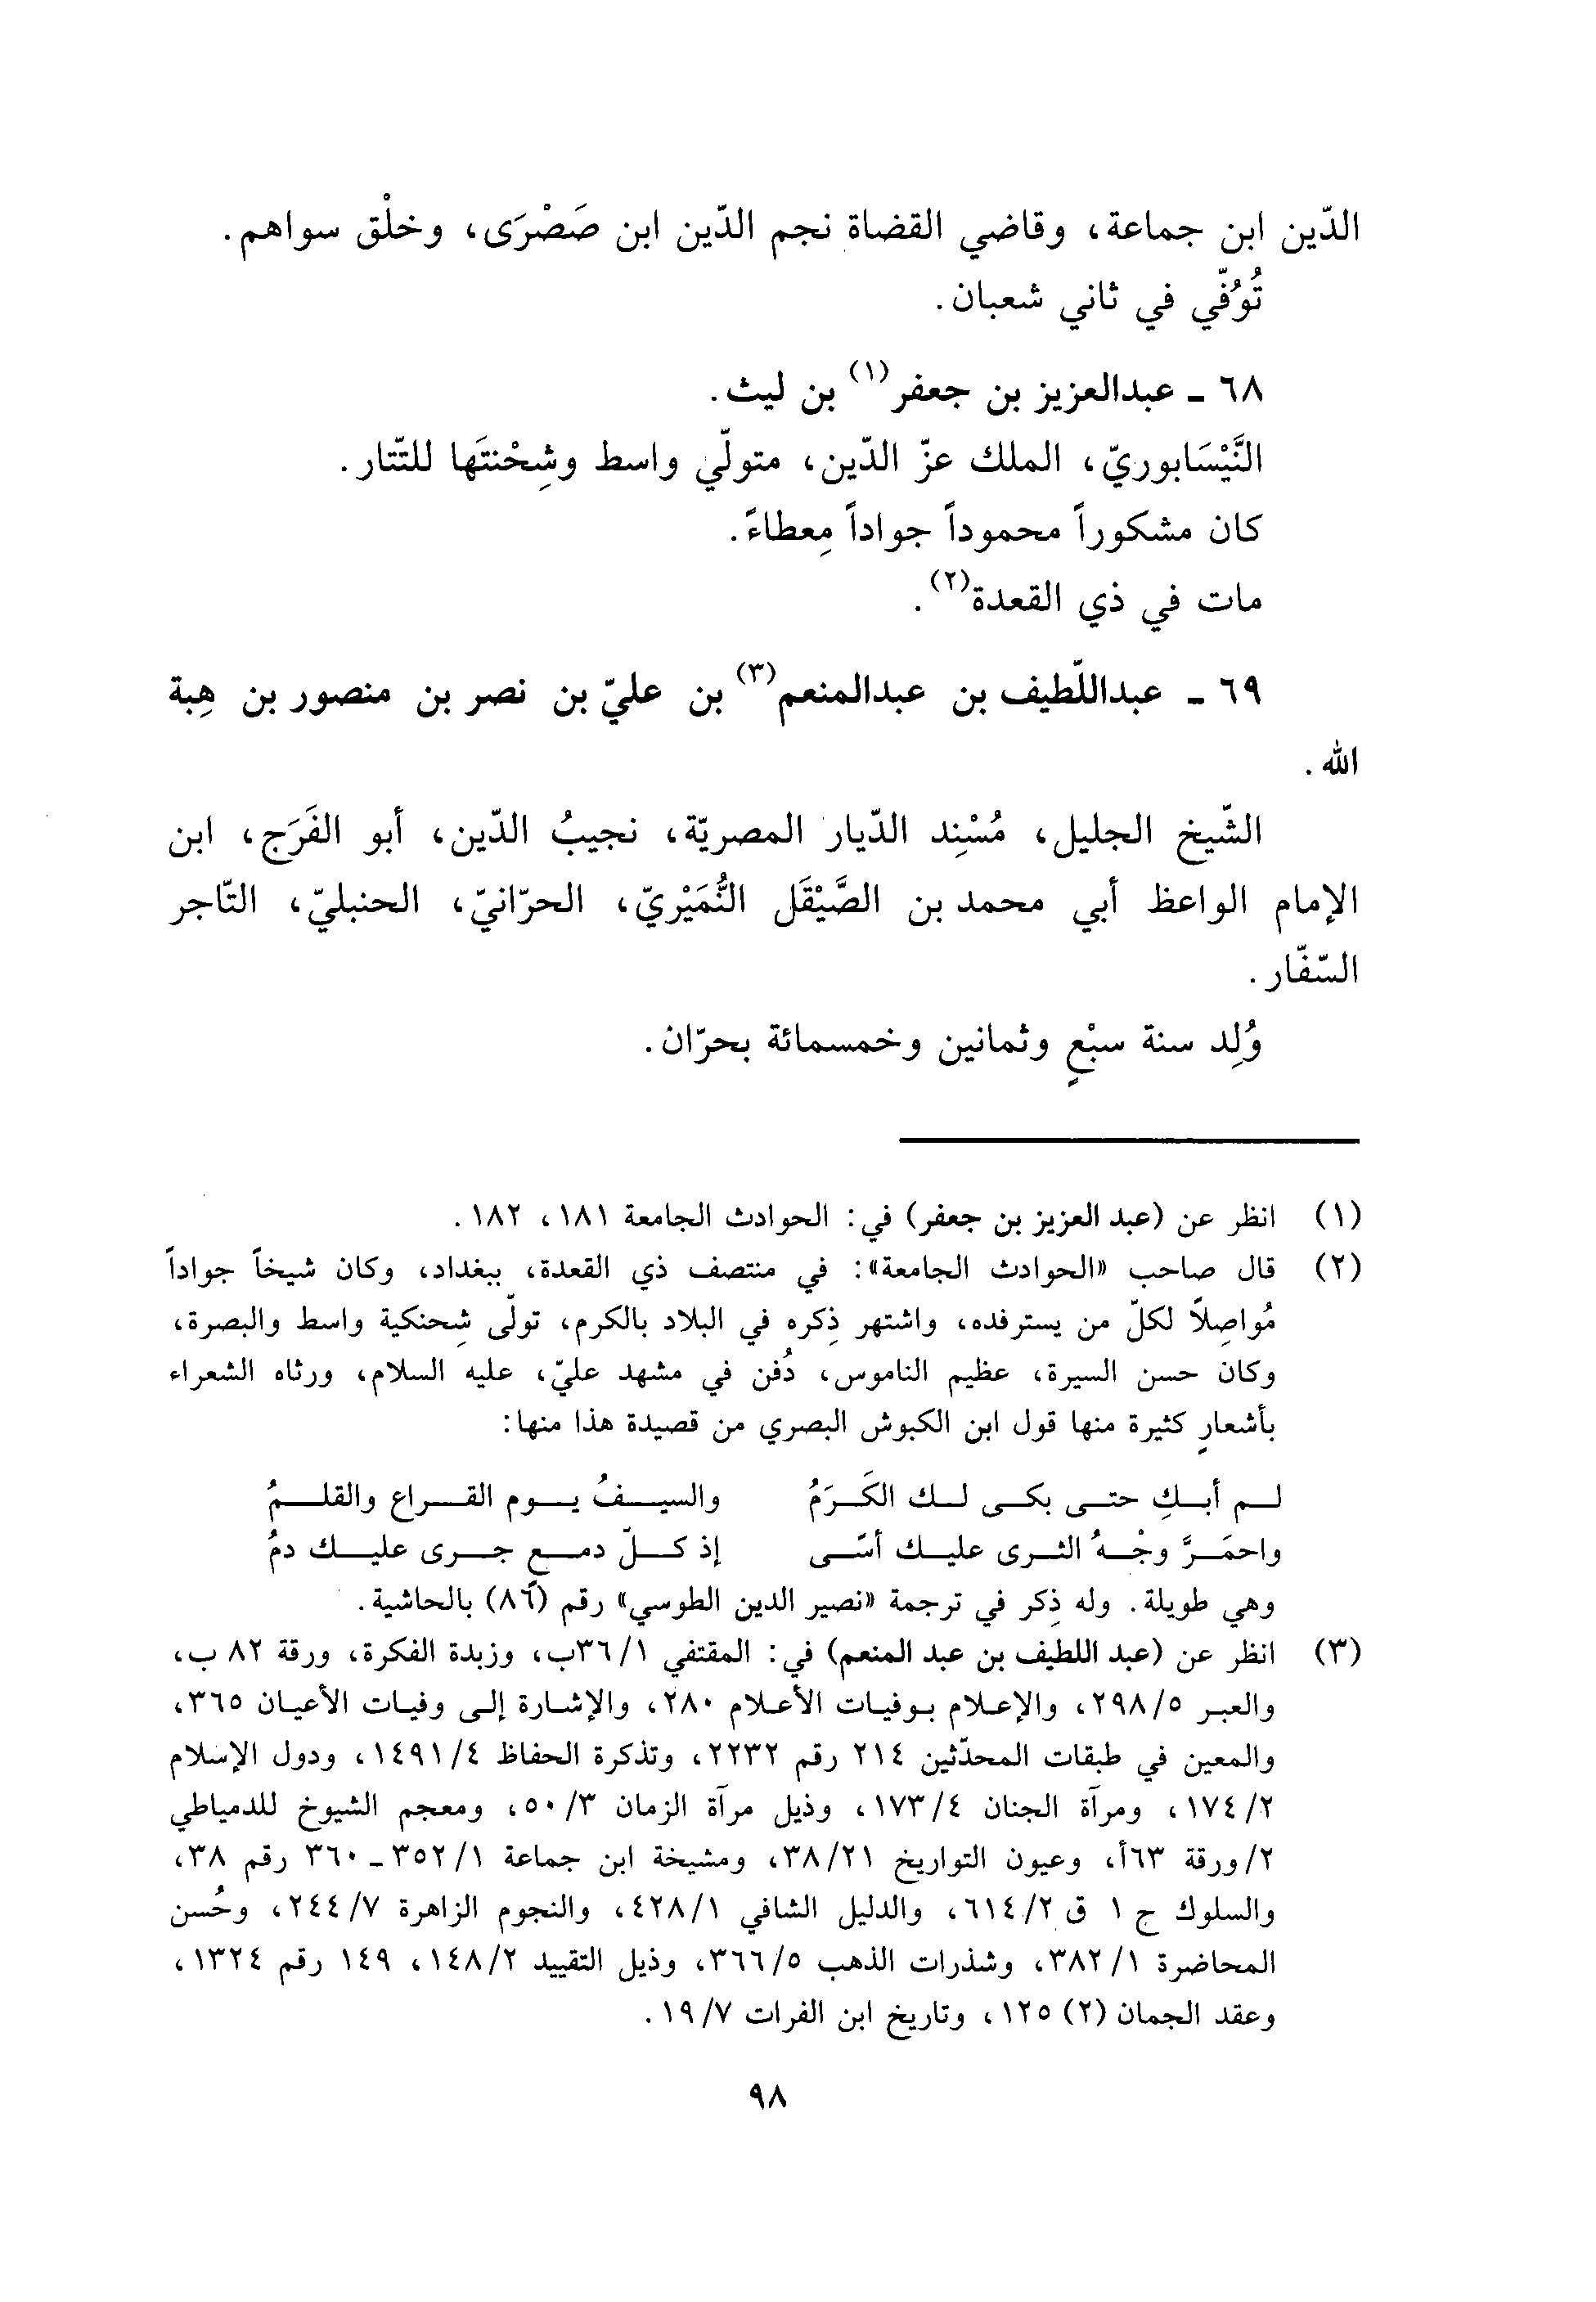 الدّين ابن جماعة، وقاضي القضاة نجم الدّين ابن صَصْرَى، وخلْق سواهم.
تُوُفّي في ثاني شعبان.
٦٨ - عبدالعزيز بن جعفر(١) بن ليث.
النَّيْسَابوريّ، الملك عزّ الدّين، متولّي واسط وشِحْنتَها للتّتار.
كان مشكوراً محموداً جواداً مِعطاءً.
مات في ذي القعدة(٢).
٦٩ - عبداللّطيف بن عبدالمنعم(٣) بن عليّ بن نصر بن منصور بن هِبة
الله.
الشّيخ الجليل، مُسْنِد الدّيار المصريّة، نجيبُ الدّين، أبو الفَرَج، ابن
الإمام الواعظ أبي محمد بن الصَّيْقَل النُّمَيْريّ، الحرّانيّ، الحنبليّ، التّاجر
السّفّار.
وُلِد سنة سبْعٍ وثمانين وخمسمائة بحرّان.
(١) انظر عن (عبد العزيز بن جعفر) في: الحوادث الجامعة ١٨١، ١٨٢.
(٢) قال صاحب «الحوادث الجامعة»: في منتصف ذي القعدة، ببغداد، وكان شيخاً جواداً
مُواصِلاً لكلّ من يسترفده، واشتهر ذِكره في البلاد بالكرم، تولّى شِحنكية واسط والبصرة،
وكان حسن السيرة، عظيم الناموس، دُفن في مشهد عليّ، عليه السلام، ورثاه الشعراء
بأشعارٍ كثيرة منها قول ابن الكبوش البصري من قصيدة هذا منها:
لـم أبـكِ حتـى بكـى لـك الكَـرَمُ والسيـفُ يـوم القـراع والقلـمُ
واحمَـرَّ وجْـهُ الثـرى عليـك أسًـى إذ كـلّ دمـعٍ جـرى عليـك دمُ
وهي طويلة. وله ذِكر في ترجمة «نصير الدين الطوسي» رقم (٨٦) بالحاشية.
(٣) انظر عن (عبد اللطيف بن عبد المنعم) في: المقتفي ١/ ٣٦ب، وزبدة الفكرة، ورقة ٨٢ ب،
والعبـر ٥/ ٢٩٨، والإعـلام بـوفيـات الأعـلام ٢٨٠، والإشـارة إلـى وفيـات الأعيـان ٣٦٥،
والمعين في طبقات المحدّثين ٢١٤ رقم ٢٢٣٢، وتذكرة الحفاظ ٤/ ١٤٩١، ودول الإسلام
٢/ ١٧٤، ومرآة الجنان ٤/ ١٧٣، وذيل مرآة الزمان ٣/ ٥٠، ومعجم الشيوخ للدمياطي
٢/ ورقة ٦٣أ، وعيون التواريخ ٢١/ ٣٨، ومشيخة ابن جماعة ١/ ٣٥٢ - ٣٦٠ رقم ٣٨،
والسلوك ج ١ ق ٢/ ٦١٤، والدليل الشافي ١/ ٤٢٨، والنجوم الزاهرة ٧/ ٢٤٤، وحُسن
المحاضرة ١/ ٣٨٢، وشذرات الذهب ٥/ ٣٦٦، وذيل التقييد ٢/ ١٤٨، ١٤٩ رقم ١٣٢٤،
وعقد الجمان (٢) ١٢٥، وتاريخ ابن الفرات ٧/ ١٩.
٩٨